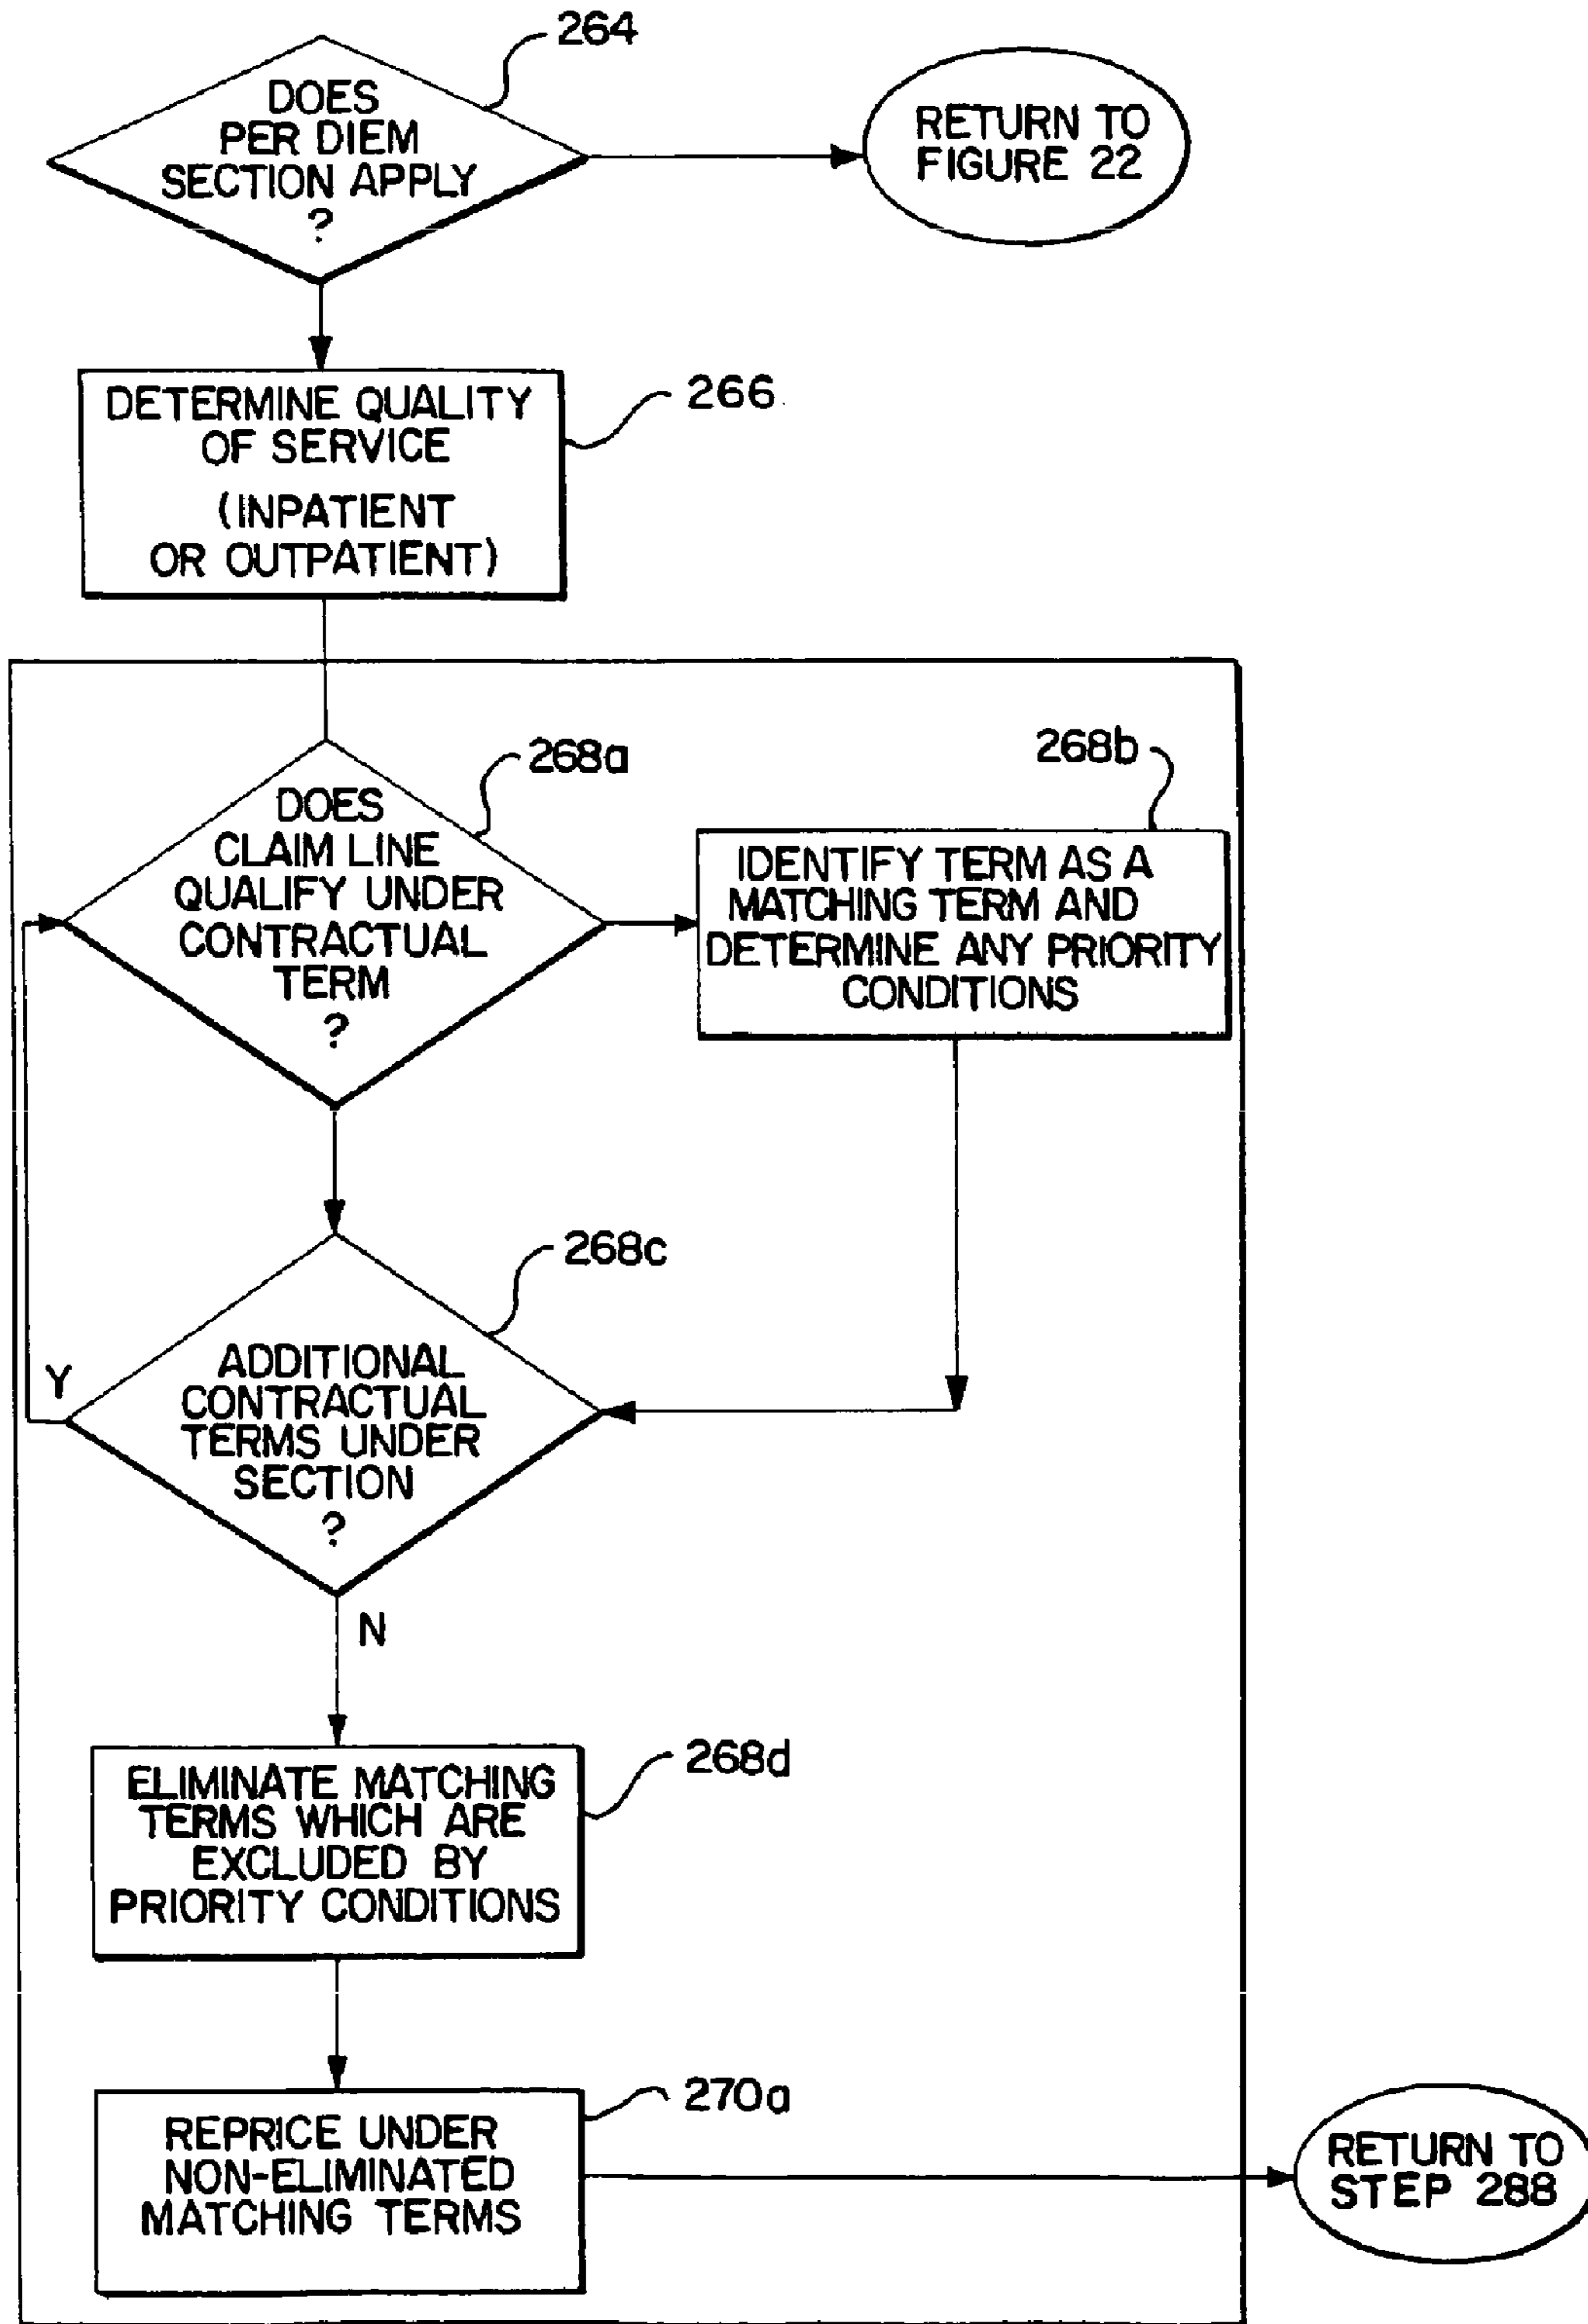 264
DOES
PER DIEM
SECTION APPLY
?
RETURN TO
FIGURE 22
DETERMINE QUALITY
OF SERVICE
(INPATIENT
OR OUTPATIENT)
266
268a
DOES
CLAIM LINE
QUALIFY UNDER
CONTRACTUAL
TERM
?
268b
IDENTIFY TERM AS A
MATCHING TERM AND
DETERMINE ANY PRIORITY
CONDITIONS
268c
Y
ADDITIONAL
CONTRACTUAL
TERMS UNDER
SECTION
?
N
268d
ELIMINATE MATCHING
TERMS WHICH ARE
EXCLUDED BY
PRIORITY CONDITIONS
270a
REPRICE UNDER
NON-ELIMINATED
MATCHING TERMS
RETURN TO
STEP 288